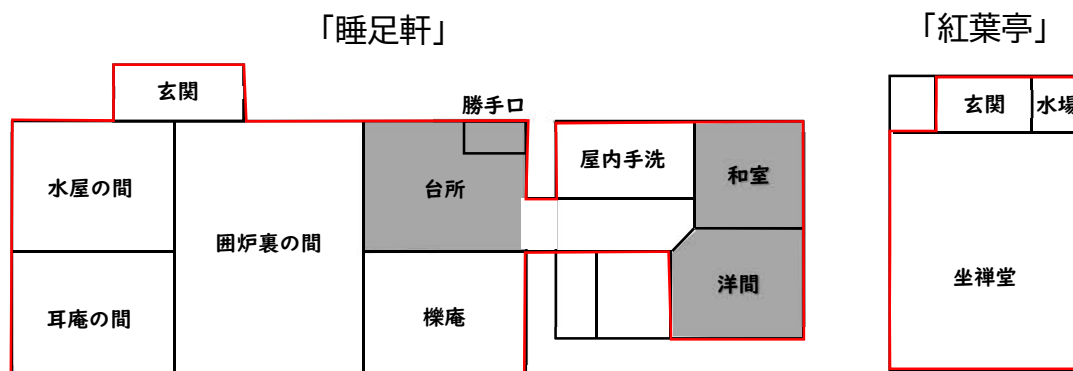 「睡足軒」
「紅葉亭」
玄関
勝手口
玄関
水場
水屋の間
囲炉裏の間
台所
屋内手洗
和室
耳庵の間
櫟庵
洋間
坐禅堂